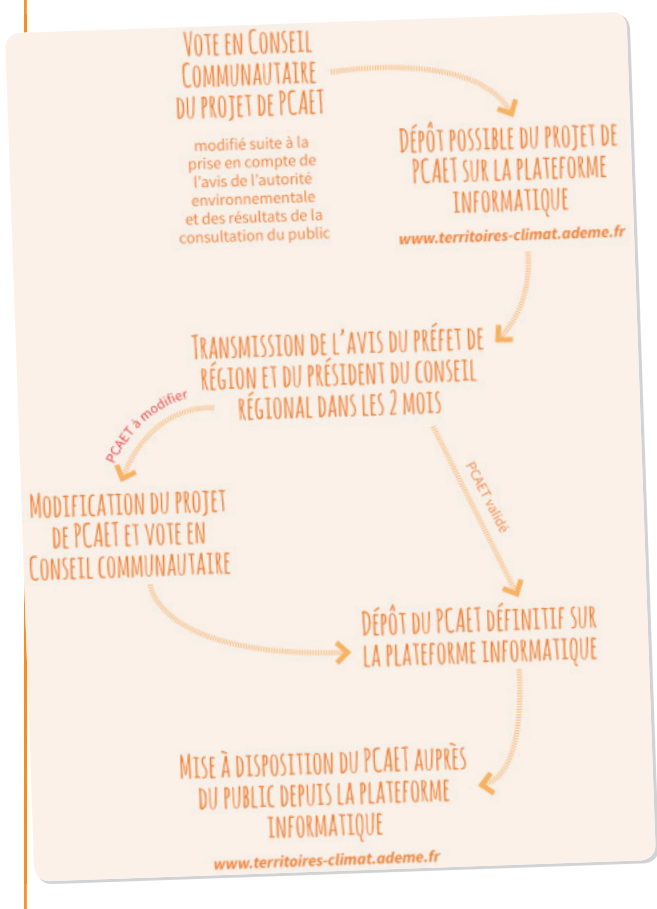 Vote en Conseil
Communautaire
du projet de PCAET
modifié suite à la
prise en compte de
l'avis de l'autorité
environnementale
et des résultats de la
consultation du public
Dépôt possible du projet de
PCAET sur la plateforme
informatique
www.territoires-climat.ademe.fr
Transmission de l'avis du préfet de
région et du président du conseil
régional dans les 2 mois
PCAET à modifier
PCAET validé
Modification du projet
de PCAET et vote en
Conseil communautaire
Dépôt du PCAET définitif sur
la plateforme informatique
Mise à disposition du PCAET auprès
du public depuis la plateforme
informatique
www.territoires-climat.ademe.fr